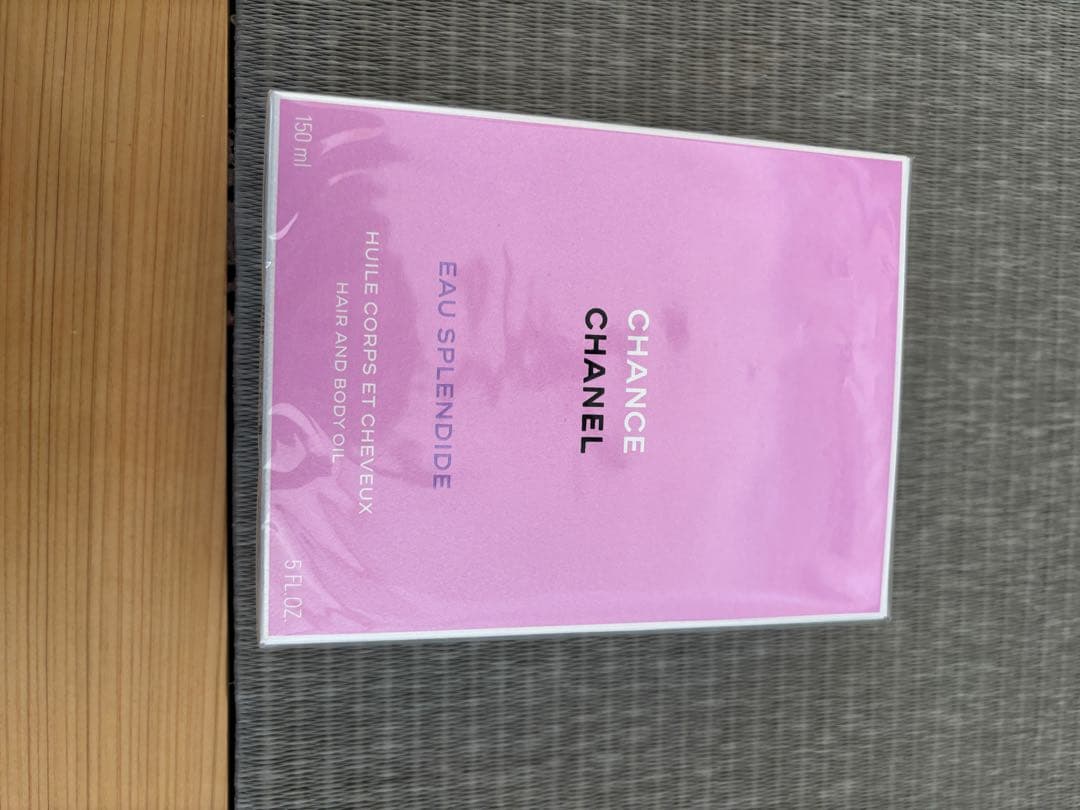 CHANCE
CHANEL
EAU SPLENDIDE
HUILE CORPS ET CHEVEUX
HAIR AND BODY OIL
150 ml
5 FL.OZ.